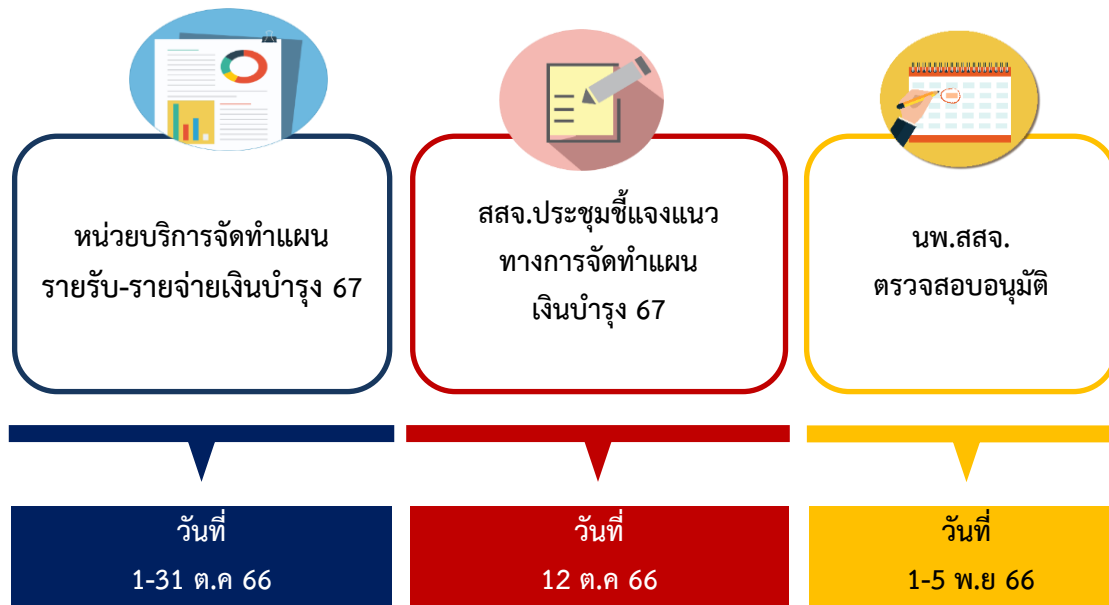 หน่วยบริการจัดทำแผน
รายรับ-รายจ่ายเงินบำรุง 67
วันที่
1-31 ต.ค 66
สสจ.ประชุมชี้แจงแนว
ทางการจัดทำแผน
เงินบำรุง 67
วันที่
12 ต.ค 66
นพ.สสจ.
ตรวจสอบอนุมัติ
วันที่
1-5 พ.ย 66